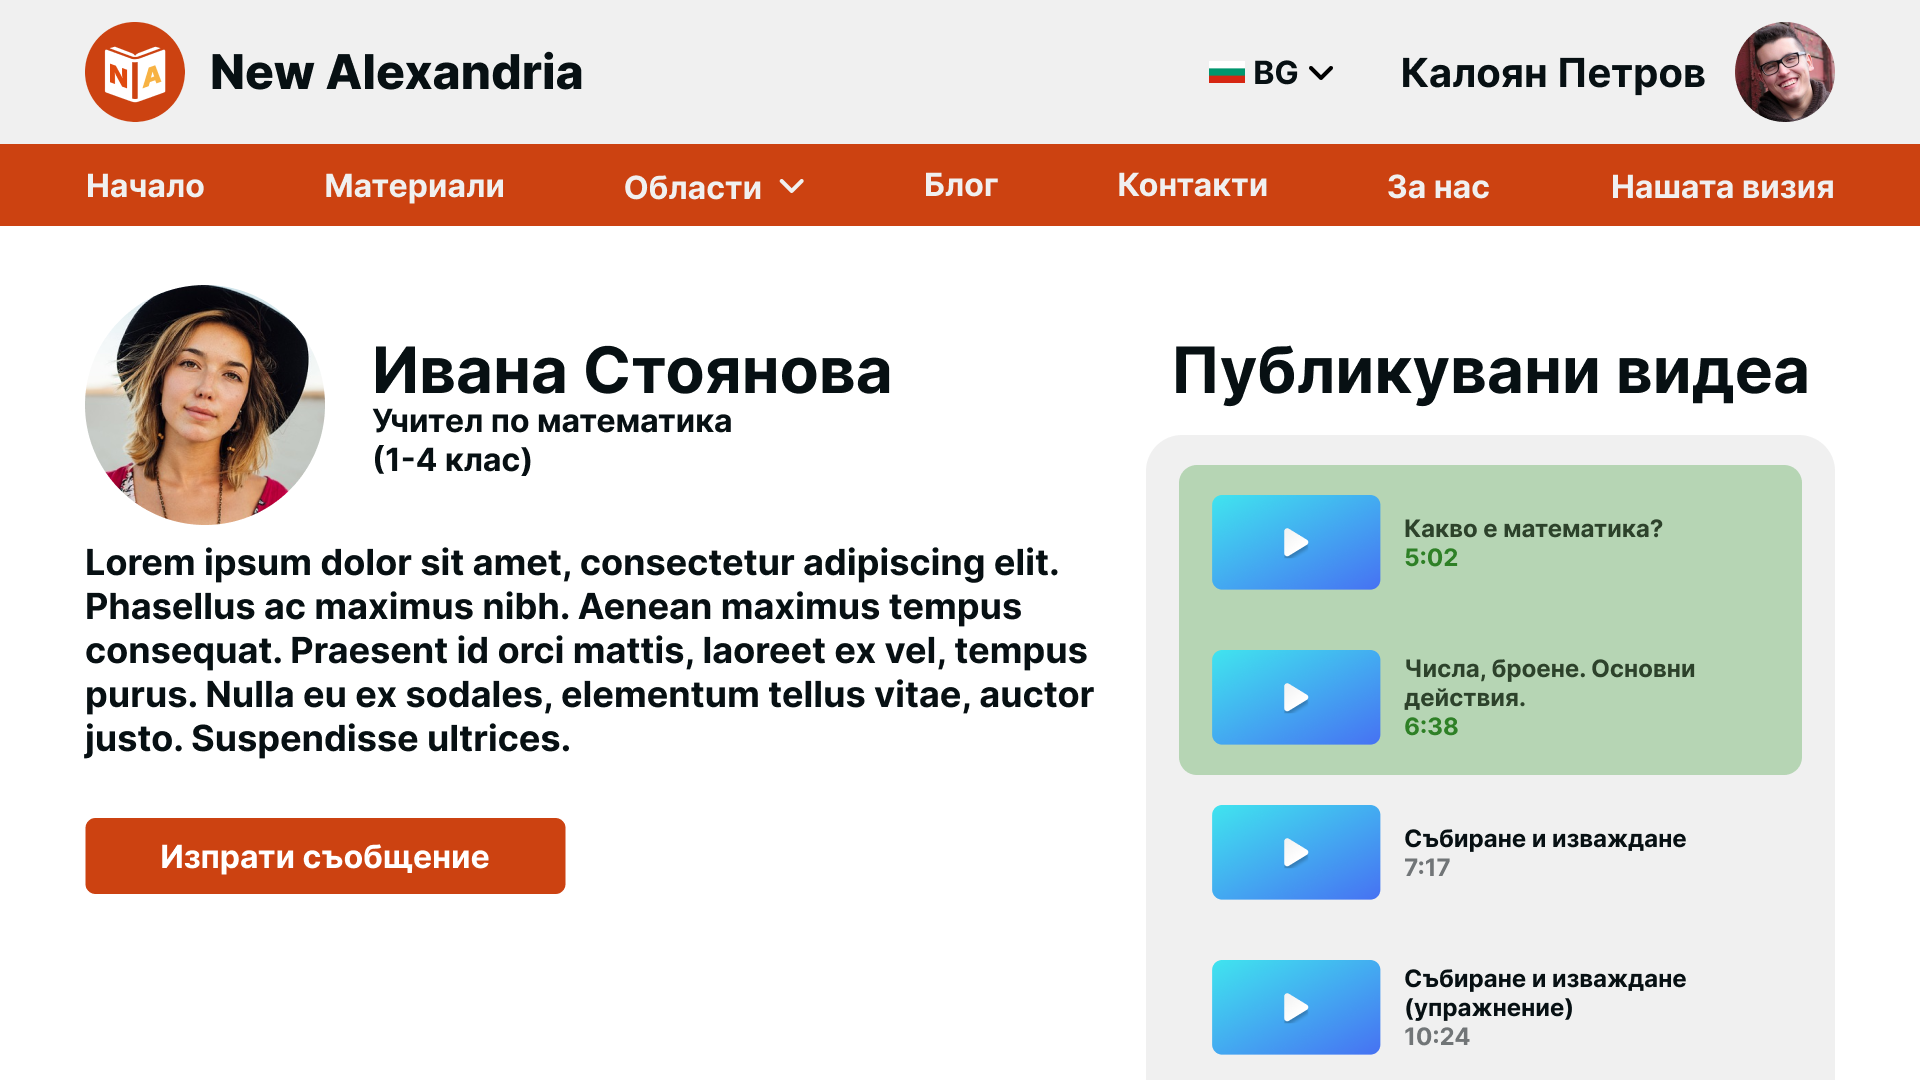 NA
New Alexandria
BG
Калоян Петров
Начало
Материали
Области
Блог
Контакти
За нас
Нашата визия
Ивана Стоянова
Учител по математика
(1-4 клас)
Lorem ipsum dolor sit amet, consectetur adipiscing elit.
Phasellus ac maximus nibh. Aenean maximus tempus
consequat. Praesent id orci mattis, laoreet ex vel, tempus
purus. Nulla eu ex sodales, elementum tellus vitae, auctor
justo. Suspendisse ultrices.
Изпрати съобщение
Публикувани видеа
Какво е математика?
5:02
Числа, броене. Основни
действия.
6:38
Събиране и изваждане
7:17
Събиране и изваждане
(упражнение)
10:24